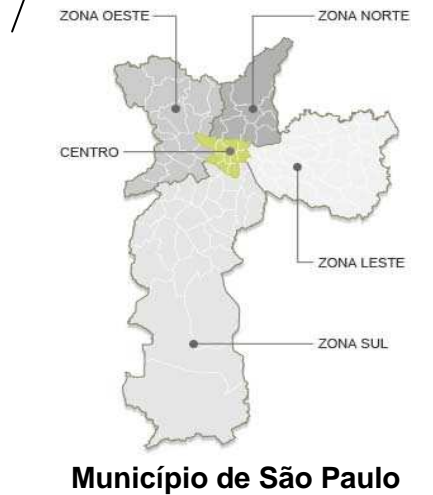 ZONA OESTE
ZONA NORTE
CENTRO
ZONA LESTE
ZONA SUL
Município de São Paulo